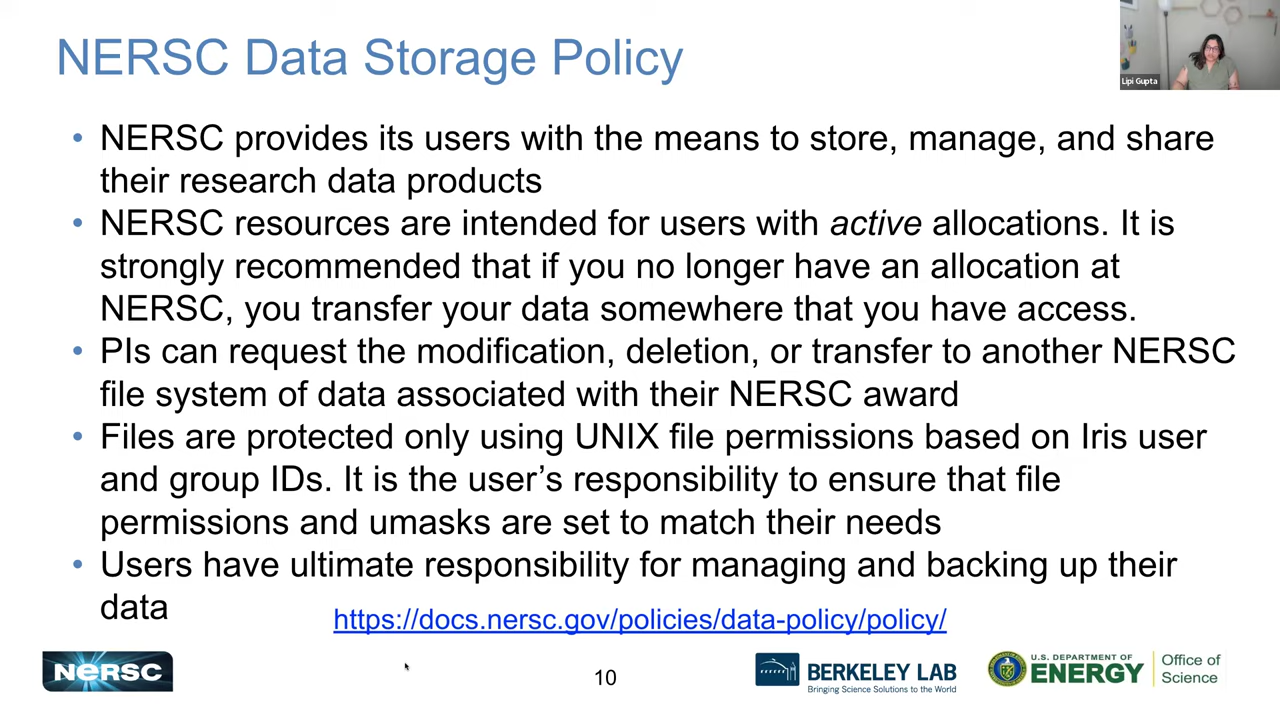 NERSC Data Storage Policy
Lipi Gupta
• NERSC provides its users with the means to store, manage, and share
their research data products
• NERSC resources are intended for users with active allocations. It is
strongly recommended that if you no longer have an allocation at
NERSC, you transfer your data somewhere that you have access.
• PIs can request the modification, deletion, or transfer to another NERSC
file system of data associated with their NERSC award
• Files are protected only using UNIX file permissions based on Iris user
and group IDs. It is the user's responsibility to ensure that file
permissions and umasks are set to match their needs
• Users have ultimate responsibility for managing and backing up their
data
https://docs.nersc.gov/policies/data-policy/policy/
NERSC
10
BERKELEY LAB
Bringing Science Solutions to the World
U.S. DEPARTMENT OF
ENERGY
Office of
Science